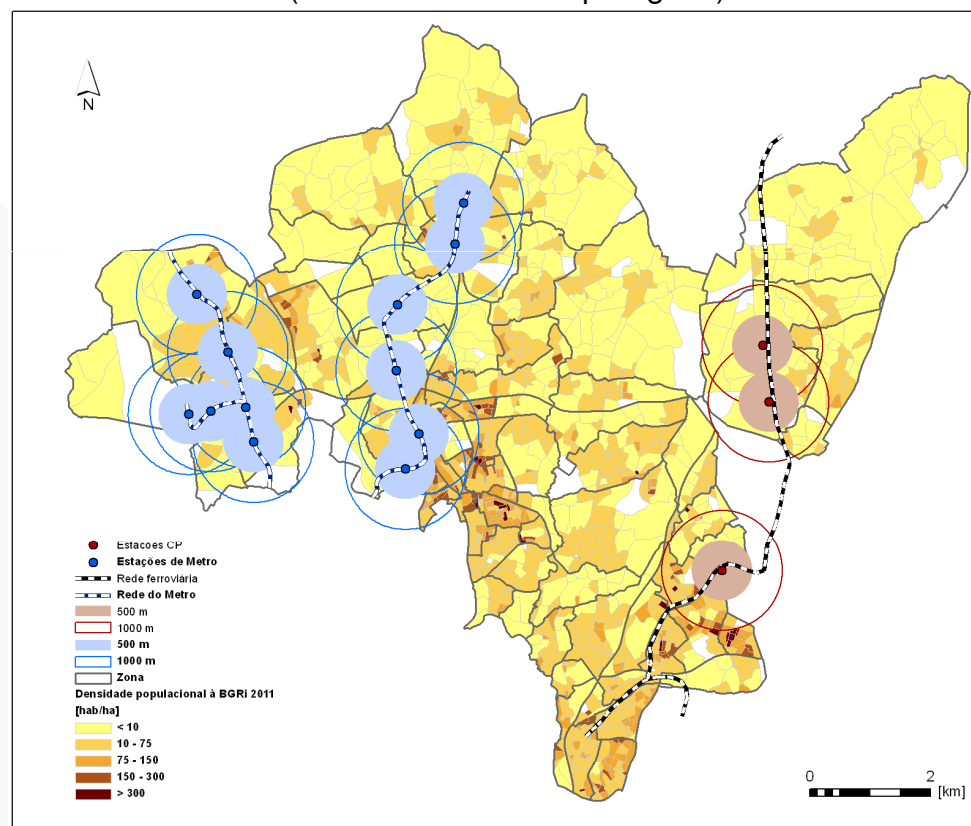 N
Estacoes CP
Estações de Metro
Rede ferroviária
Rede do Metro
500 m
1000 m
500 m
1000 m
Zona
Densidade populacional à BGRi 2011
[hab/ha]
< 10
10 - 75
75 - 150
150 - 300
> 300
0 2
[km]